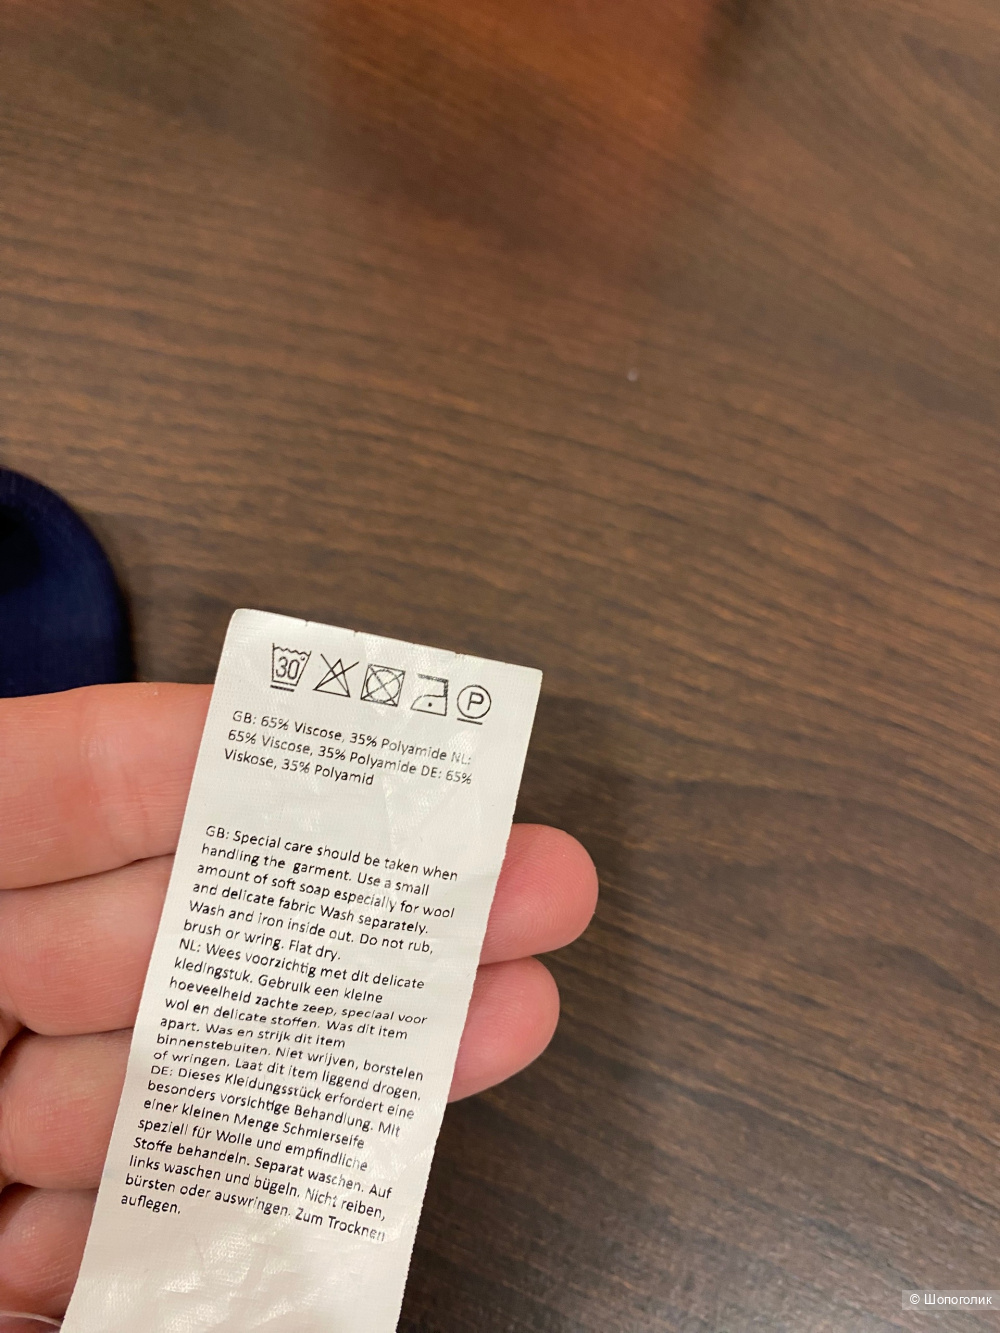 30°
P
GB: 65% Viscose, 35% Polyamide NL:
65% Viscose, 35% Polyamide DE: 65%
Viskose, 35% Polyamid
GB: Special care should be taken when
handling the garment. Use a small
amount of soft soap especially for wool
and delicate fabric Wash separately.
Wash and iron inside out. Do not rub,
brush or wring. Flat dry.
NL: Wees voorzichtig met dit delicate
kledingstuk. Gebruik een kleine
hoeveelheid zachte zeep, speciaal voor
wol en delicate stoffen. Was dit item
apart. Was en strijk dit item
binnenstebuiten. Niet wrijven, borstelen
of wringen. Laat dit item liggend drogen.
DE: Dieses Kleidungsstück erfordert eine
besonders vorsichtige Behandlung. Mit
einer kleinen Menge Schmierseife
speziell für Wolle und empfindliche
Stoffe behandeln. Separat waschen. Auf
links waschen und bügeln. Nicht reiben,
bürsten oder auswringen. Zum Trocknen
auflegen.
© Шопоголик